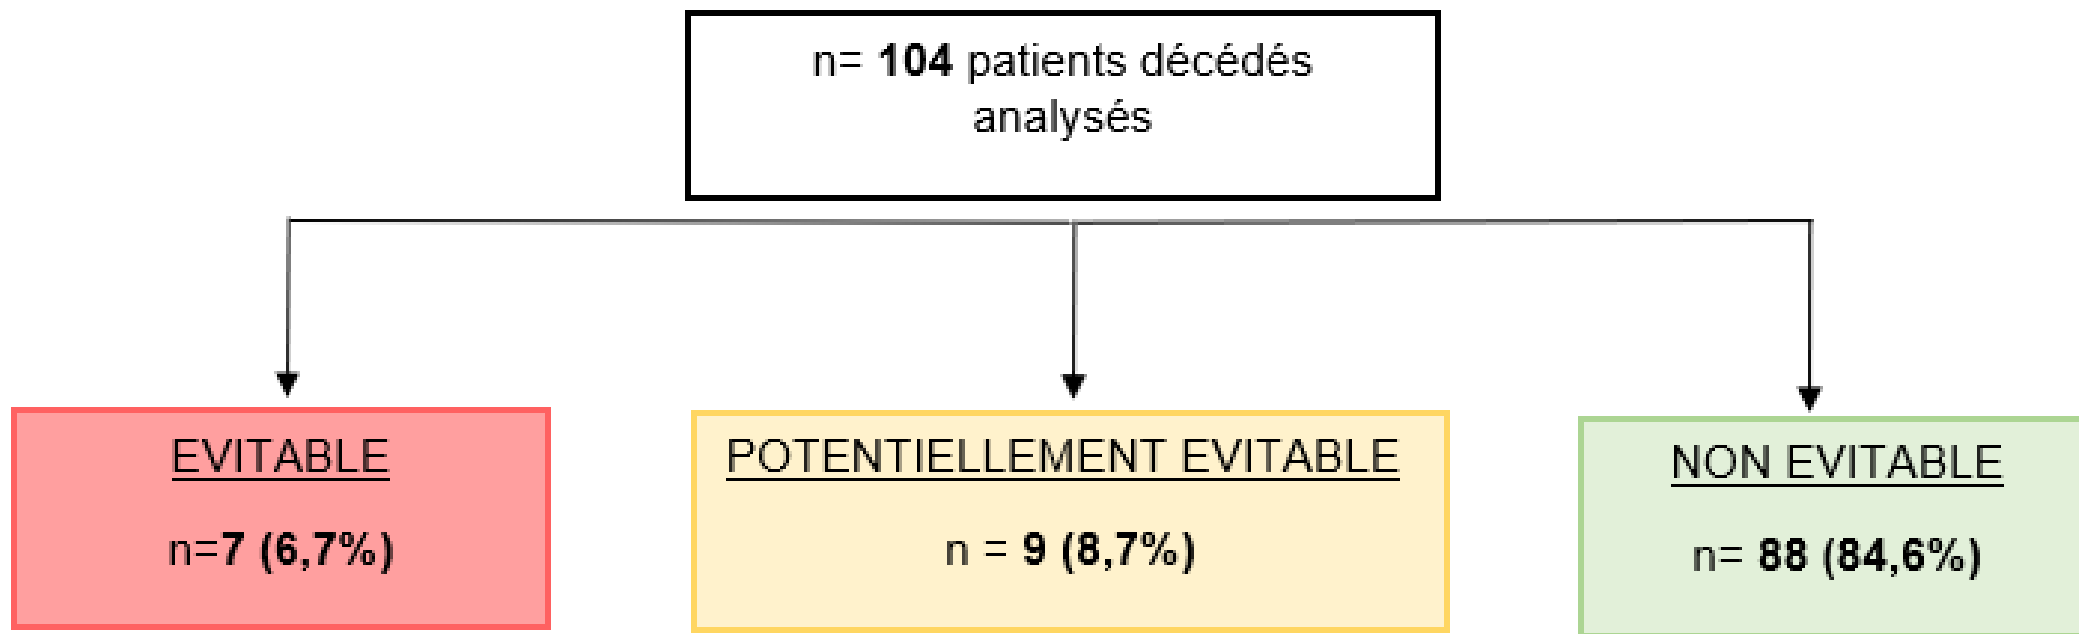 n= 104 patients décédés
analysés
EVITABLE
n=7 (6,7%)
POTENTIELLEMENT EVITABLE
n = 9 (8,7%)
NON EVITABLE
n= 88 (84,6%)